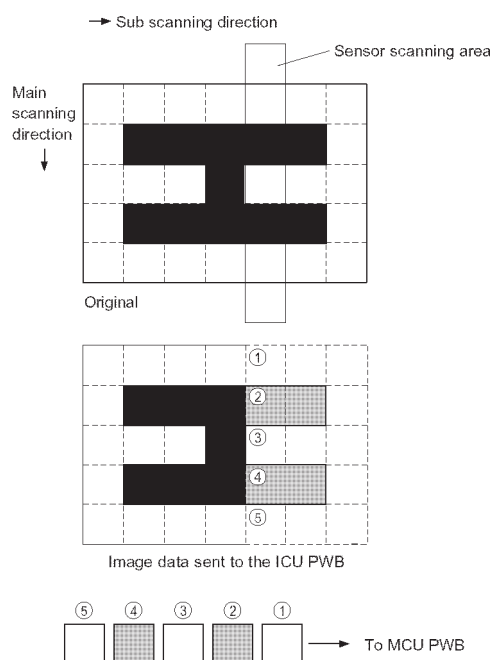 Sub scanning direction
Sensor scanning area
Main
scanning
direction
Original
①
②
③
④
⑤
Image data sent to the ICU PWB
⑤ ④ ③ ② ①
To MCU PWB